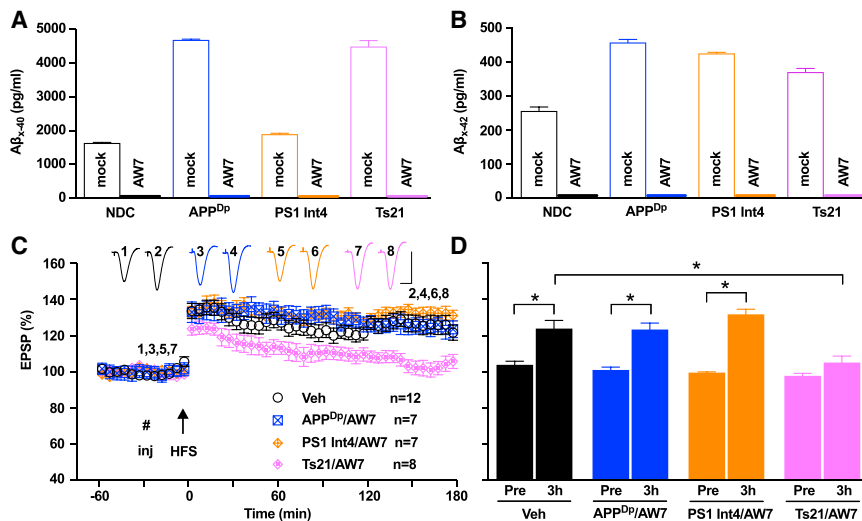 A
Aβx-40 (pg/ml)
5000
4000
3000
2000
1000
0
mock AW7 mock AW7 mock AW7 mock AW7
NDC APPDp PS1 Int4 Ts21
B
Aβx-42 (pg/ml)
500
400
300
200
100
0
mock AW7 mock AW7 mock AW7 mock AW7
NDC APPDp PS1 Int4 Ts21
C
1 2 3 4 5 6 7 8
EPSP (%)
160
140
120
100
80
60
40
2,4,6,8
1,3,5,7
#
inj HFS
Veh n=12
APPDp/AW7 n=7
PS1 Int4/AW7 n=7
Ts21/AW7 n=8
-60 0 60 120 180
Time (min)
D
*
* * *
Pre 3h Pre 3h Pre 3h Pre 3h
Veh APPDp/AW7 PS1 Int4/AW7 Ts21/AW7